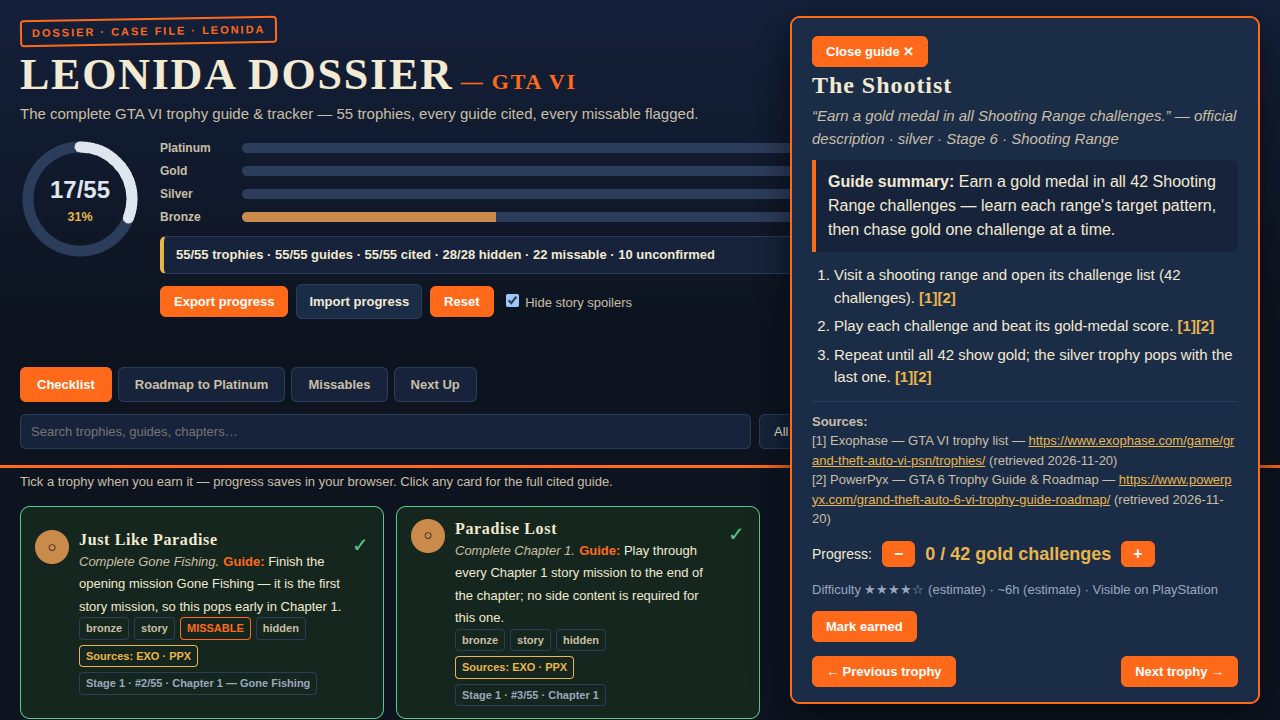 DOSSIER · CASE FILE · LEONIDA
LEONIDA DOSSIER — GTA VI
The complete GTA VI trophy guide & tracker — 55 trophies, every guide cited, every missable flagged.
17/55
31%
Platinum
Gold
Silver
Bronze
55/55 trophies · 55/55 guides · 55/55 cited · 28/28 hidden · 22 missable · 10 unconfirmed
Export progress
Import progress
Reset
Hide story spoilers
Checklist
Roadmap to Platinum
Missables
Next Up
Search trophies, guides, chapters…
All
Tick a trophy when you earn it — progress saves in your browser. Click any card for the full cited guide.
Just Like Paradise
Complete Gone Fishing. Guide: Finish the
opening mission Gone Fishing — it is the first
story mission, so this pops early in Chapter 1.
bronze
story
MISSABLE
hidden
Sources: EXO · PPX
Stage 1 · #2/55 · Chapter 1 — Gone Fishing
✓
Paradise Lost
Complete Chapter 1. Guide: Play through
every Chapter 1 story mission to the end of
the chapter; no side content is required for
this one.
bronze
story
hidden
Sources: EXO · PPX
Stage 1 · #3/55 · Chapter 1
✓
Close guide ✕
The Shootist
“Earn a gold medal in all Shooting Range challenges.” — official
description · silver · Stage 6 · Shooting Range
Guide summary: Earn a gold medal in all 42 Shooting
Range challenges — learn each range's target pattern,
then chase gold one challenge at a time.
1. Visit a shooting range and open its challenge list (42
challenges). [1][2]
2. Play each challenge and beat its gold-medal score. [1][2]
3. Repeat until all 42 show gold; the silver trophy pops with the
last one. [1][2]
Sources:
[1] Exophase — GTA VI trophy list — https://www.exophase.com/game/gr
and-theft-auto-vi-psn/trophies/ (retrieved 2026-11-20)
[2] PowerPyx — GTA 6 Trophy Guide & Roadmap — https://www.powerp
yx.com/grand-theft-auto-6-vi-trophy-guide-roadmap/ (retrieved 2026-11-
20)
Progress:
−
0 / 42 gold challenges
+
Difficulty ★★★★☆ (estimate) · ~6h (estimate) · Visible on PlayStation
Mark earned
← Previous trophy
Next trophy →